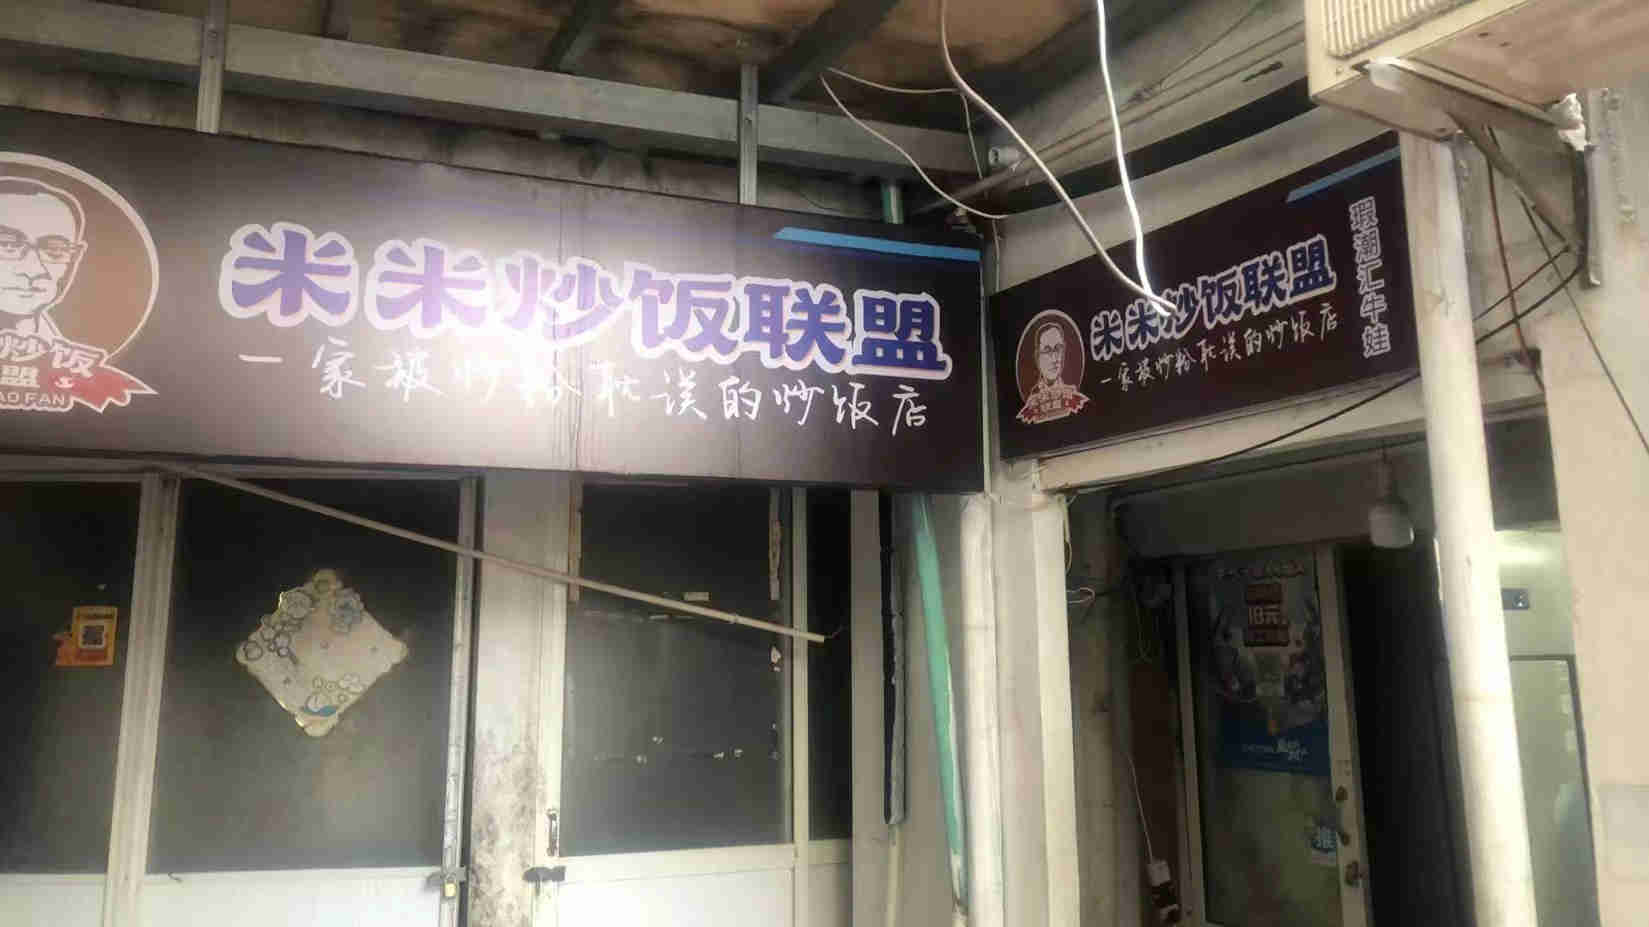 米米炒饭联盟
一家被炒粉耽误的炒饭店
炒饭
盟
AO FAN
米米炒饭联盟
一家被炒粉耽误的炒饭店
瑕潮汇牛娃
18元
推